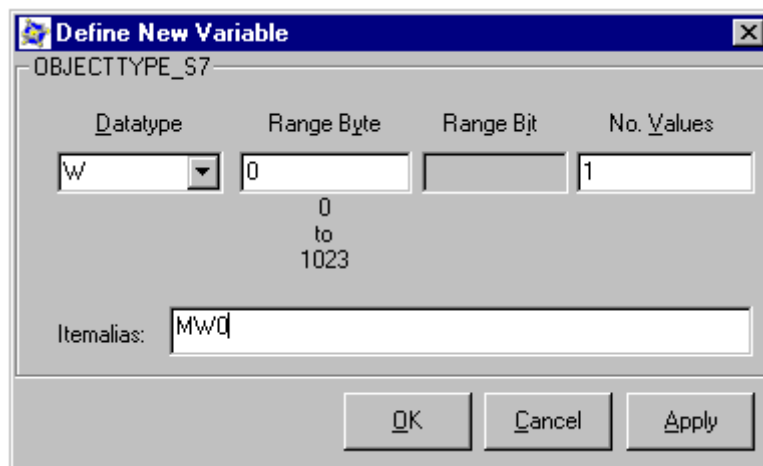 Define New Variable
OBJECTTYPE_S7
Datatype Range Byte Range Bit No. Values
W 0 1
0
to
1023
Itemalias: MW0
OK Cancel Apply